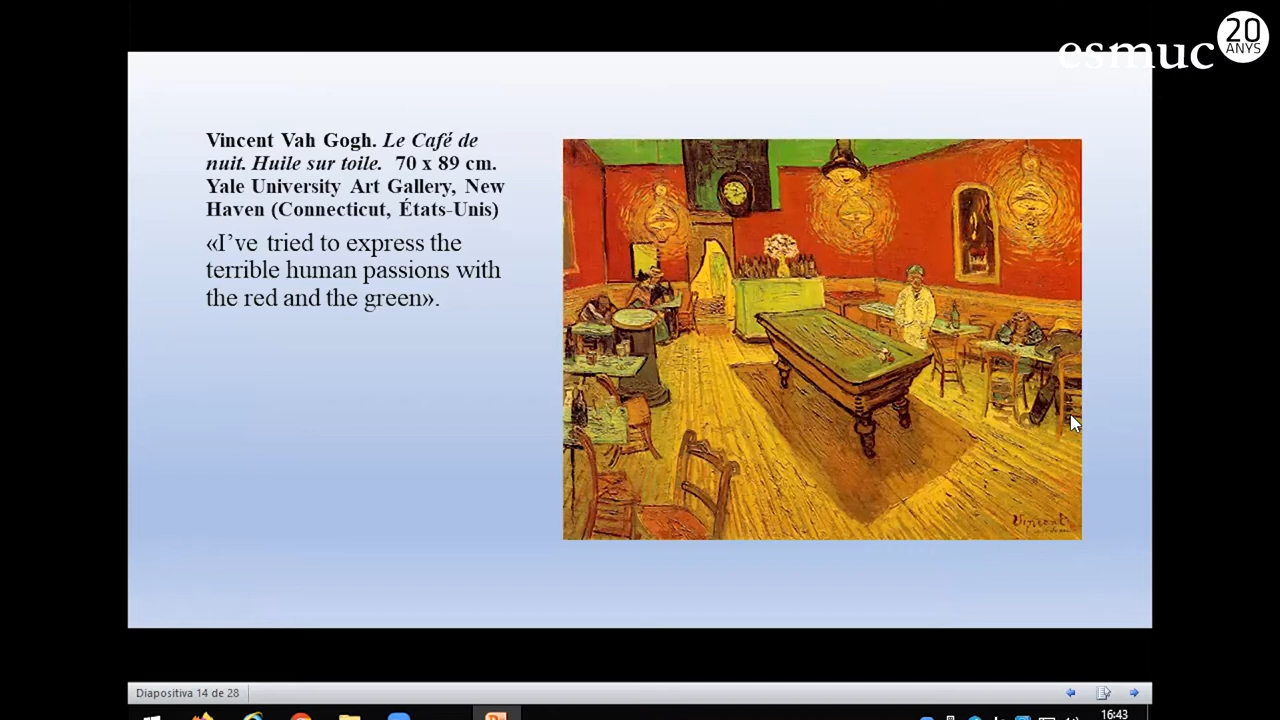 20
ANYS
esmuc
Vincent Vah Gogh. Le Café de
nuit. Huile sur toile. 70 x 89 cm.
Yale University Art Gallery, New
Haven (Connecticut, États-Unis)
«I’ve tried to express the
terrible human passions with
the red and the green».
Vincent
Diapositiva 14 de 28
16:43